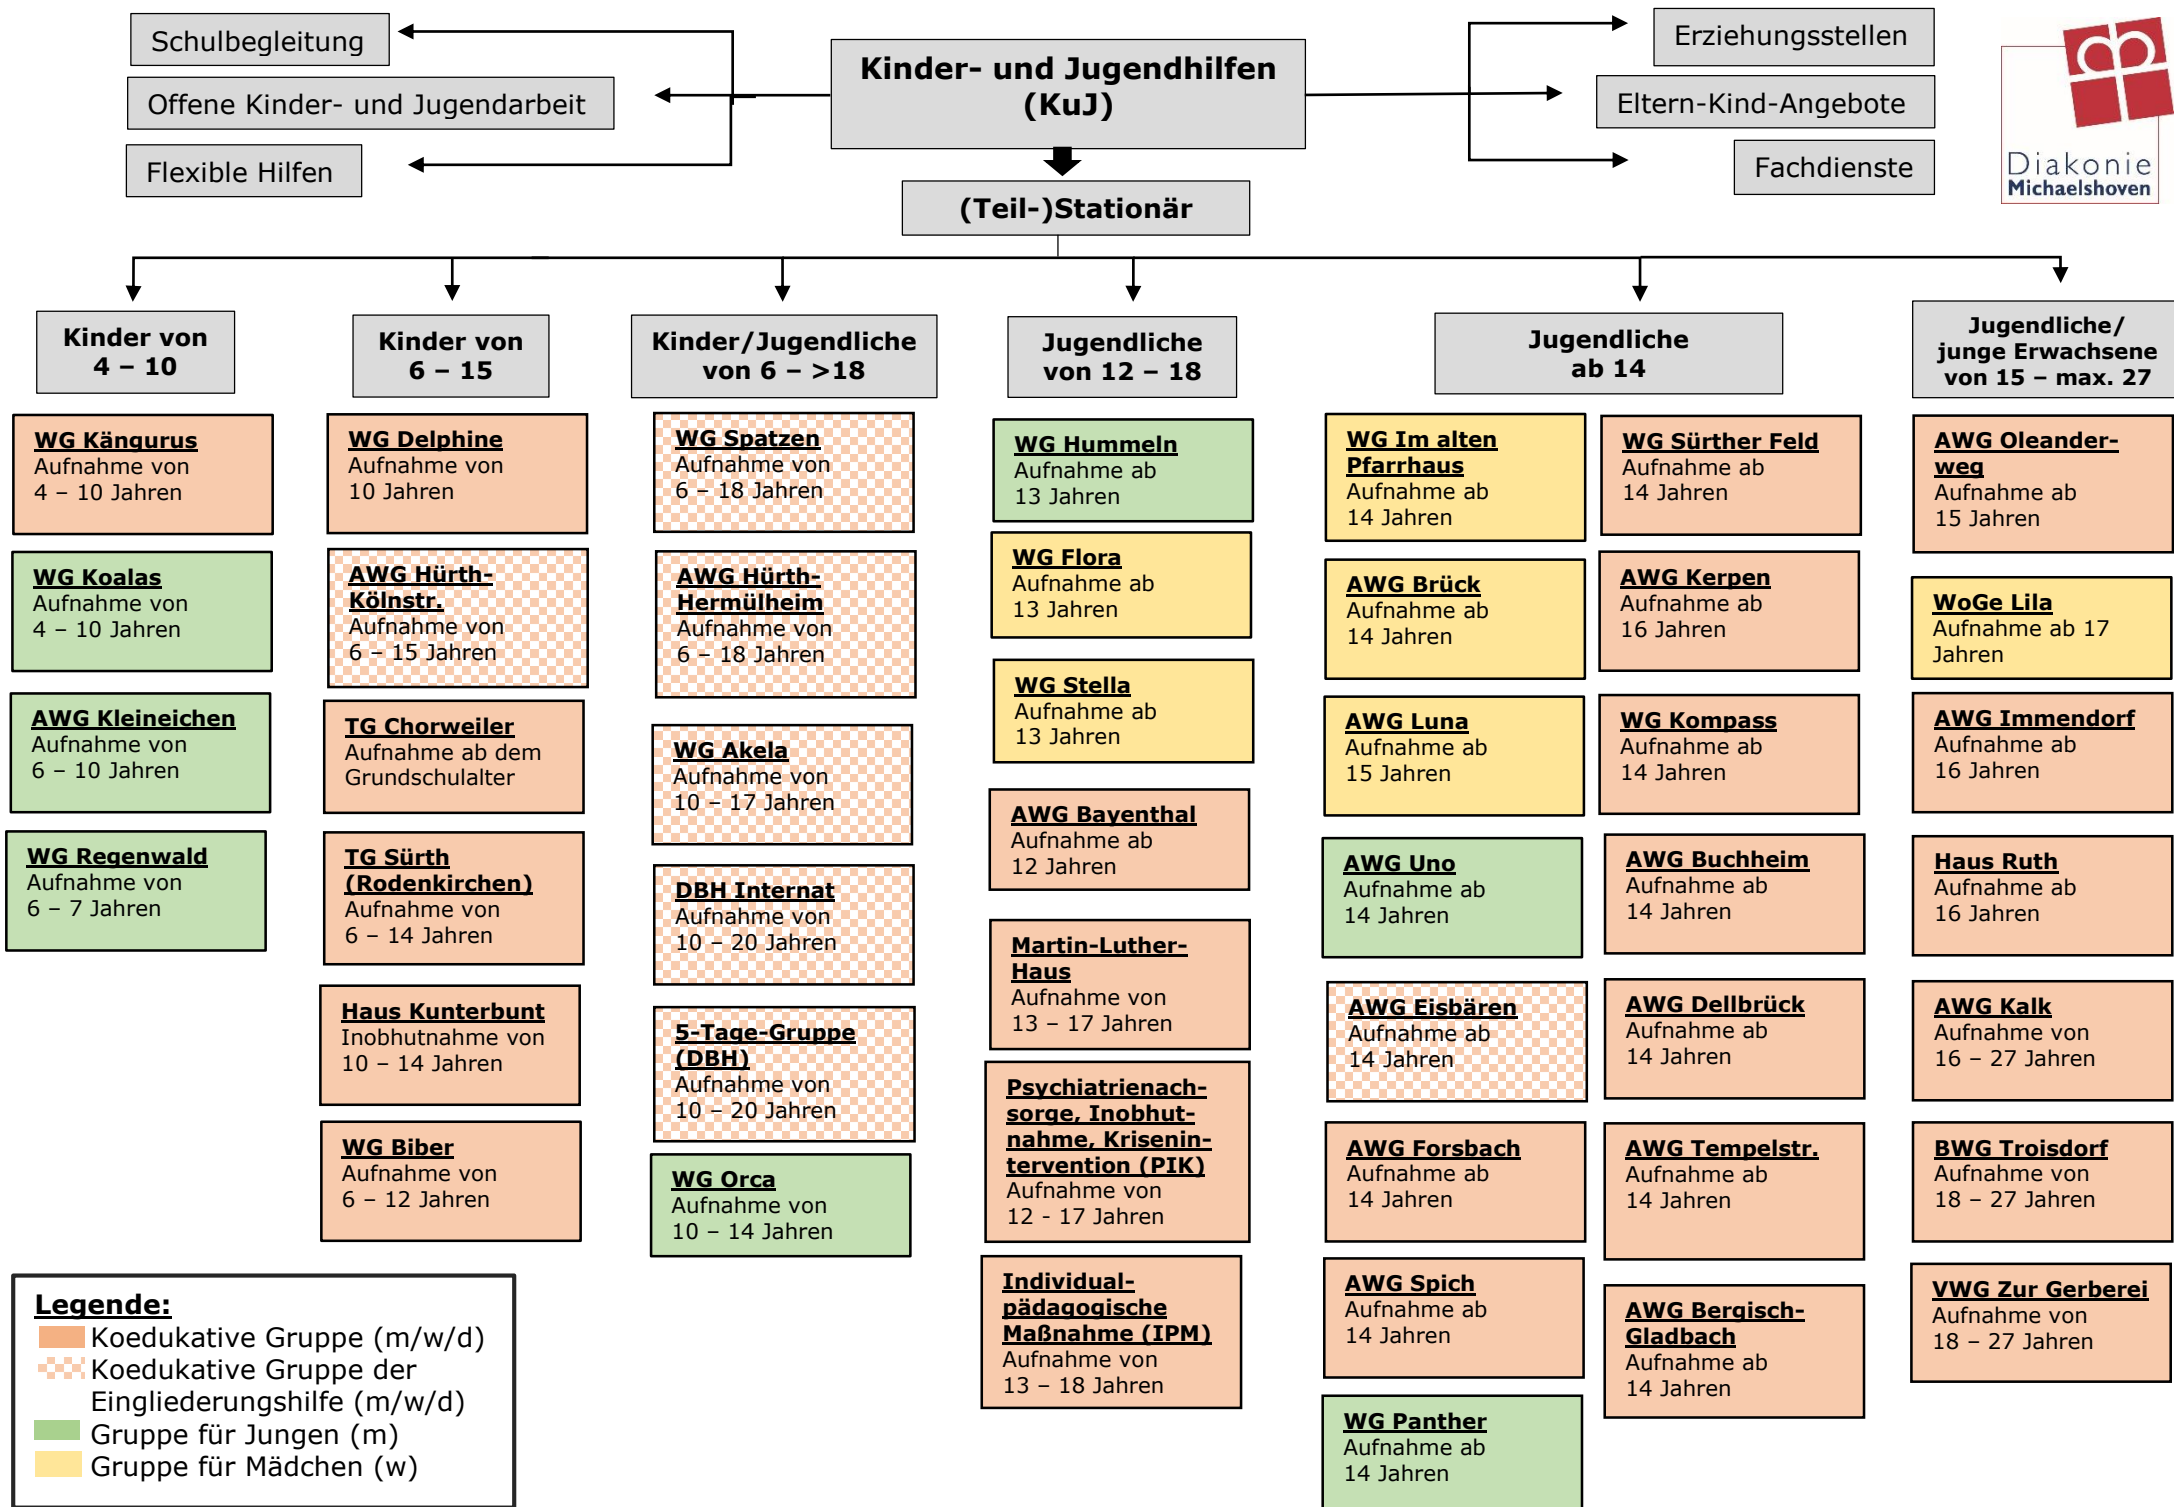 Schulbegleitung
Offene Kinder- und Jugendarbeit
Flexible Hilfen
Kinder- und Jugendhilfen
(KuJ)
Erziehungsstellen
Eltern-Kind-Angebote
Fachdienste
Diakonie
Michaelshoven
(Teil-)Stationär
Kinder von
4 – 10
WG Kängurus
Aufnahme von
4 – 10 Jahren
WG Koalas
Aufnahme von
4 – 10 Jahren
AWG Kleineichen
Aufnahme von
6 – 10 Jahren
WG Regenwald
Aufnahme von
6 – 7 Jahren
Kinder von
6 – 15
WG Delphine
Aufnahme von
10 Jahren
AWG Hürth-
Kölnstr.
Aufnahme von
6 – 15 Jahren
TG Chorweiler
Aufnahme ab dem
Grundschulalter
TG Sürth
(Rodenkirchen)
Aufnahme von
6 – 14 Jahren
Haus Kunterbunt
Inobhutnahme von
10 – 14 Jahren
WG Biber
Aufnahme von
6 – 12 Jahren
Kinder/Jugendliche
von 6 – >18
WG Spatzen
Aufnahme von
6 – 18 Jahren
AWG Hürth-
Hermülheim
Aufnahme von
6 – 18 Jahren
WG Akela
Aufnahme von
10 – 17 Jahren
DBH Internat
Aufnahme von
10 – 20 Jahren
5-Tage-Gruppe
(DBH)
Aufnahme von
10 – 20 Jahren
WG Orca
Aufnahme von
10 – 14 Jahren
Jugendliche
von 12 – 18
WG Hummeln
Aufnahme ab
13 Jahren
WG Flora
Aufnahme ab
13 Jahren
WG Stella
Aufnahme ab
13 Jahren
AWG Bayenthal
Aufnahme ab
12 Jahren
Martin-Luther-
Haus
Aufnahme von
13 – 17 Jahren
Psychiatrienach-
sorge, Inobhut-
nahme, Krisenin-
tervention (PIK)
Aufnahme von
12 - 17 Jahren
Individual-
pädagogische
Maßnahme (IPM)
Aufnahme von
13 – 18 Jahren
Jugendliche
ab 14
WG Im alten
Pfarrhaus
Aufnahme ab
14 Jahren
AWG Brück
Aufnahme ab
14 Jahren
AWG Luna
Aufnahme ab
15 Jahren
AWG Uno
Aufnahme ab
14 Jahren
AWG Eisbären
Aufnahme ab
14 Jahren
AWG Forsbach
Aufnahme ab
14 Jahren
AWG Spich
Aufnahme ab
14 Jahren
WG Panther
Aufnahme ab
14 Jahren
WG Sürther Feld
Aufnahme ab
14 Jahren
AWG Kerpen
Aufnahme ab
16 Jahren
WG Kompass
Aufnahme ab
14 Jahren
AWG Buchheim
Aufnahme ab
14 Jahren
AWG Dellbrück
Aufnahme ab
14 Jahren
AWG Tempelstr.
Aufnahme ab
14 Jahren
AWG Bergisch-
Gladbach
Aufnahme ab
14 Jahren
Jugendliche/
junge Erwachsene
von 15 – max. 27
AWG Oleander-
weg
Aufnahme ab
15 Jahren
WoGe Lila
Aufnahme ab 17
Jahren
AWG Immendorf
Aufnahme ab
16 Jahren
Haus Ruth
Aufnahme ab
16 Jahren
AWG Kalk
Aufnahme von
16 – 27 Jahren
BWG Troisdorf
Aufnahme von
18 – 27 Jahren
VWG Zur Gerberei
Aufnahme von
18 – 27 Jahren
Legende:
Koedukative Gruppe (m/w/d)
Koedukative Gruppe der
Eingliederungshilfe (m/w/d)
Gruppe für Jungen (m)
Gruppe für Mädchen (w)